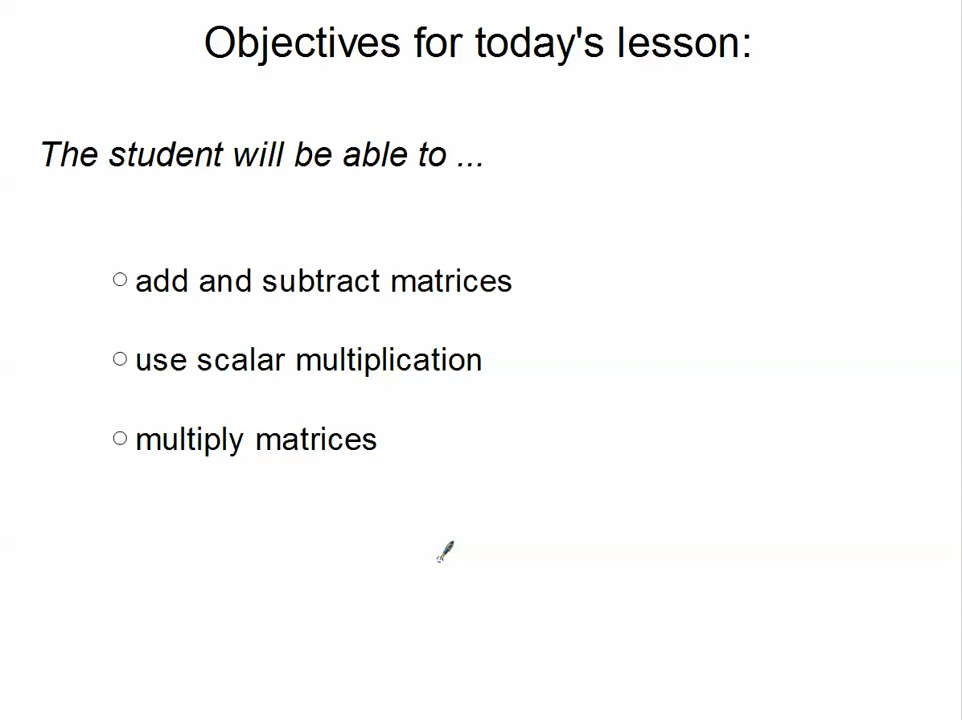 Objectives for today's lesson:
The student will be able to ...
add and subtract matrices
use scalar multiplication
multiply matrices